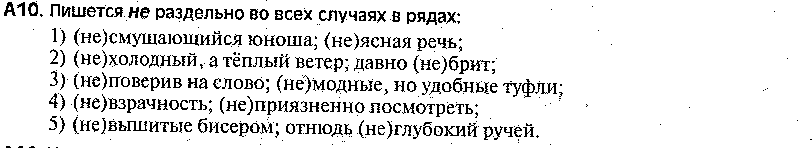 А10. Пишется не раздельно во всех случаях в рядах:
1) (не)смущающийся юноша; (не)ясная речь;
2) (не)холодный, а тёплый ветер; давно (не)брит;
3) (не)поверив на слово; (не)модные, но удобные туфли;
4) (не)взрачность; (не)приязненно посмотреть;
5) (не)вышитые бисером; отнюдь (не)глубокий ручей.